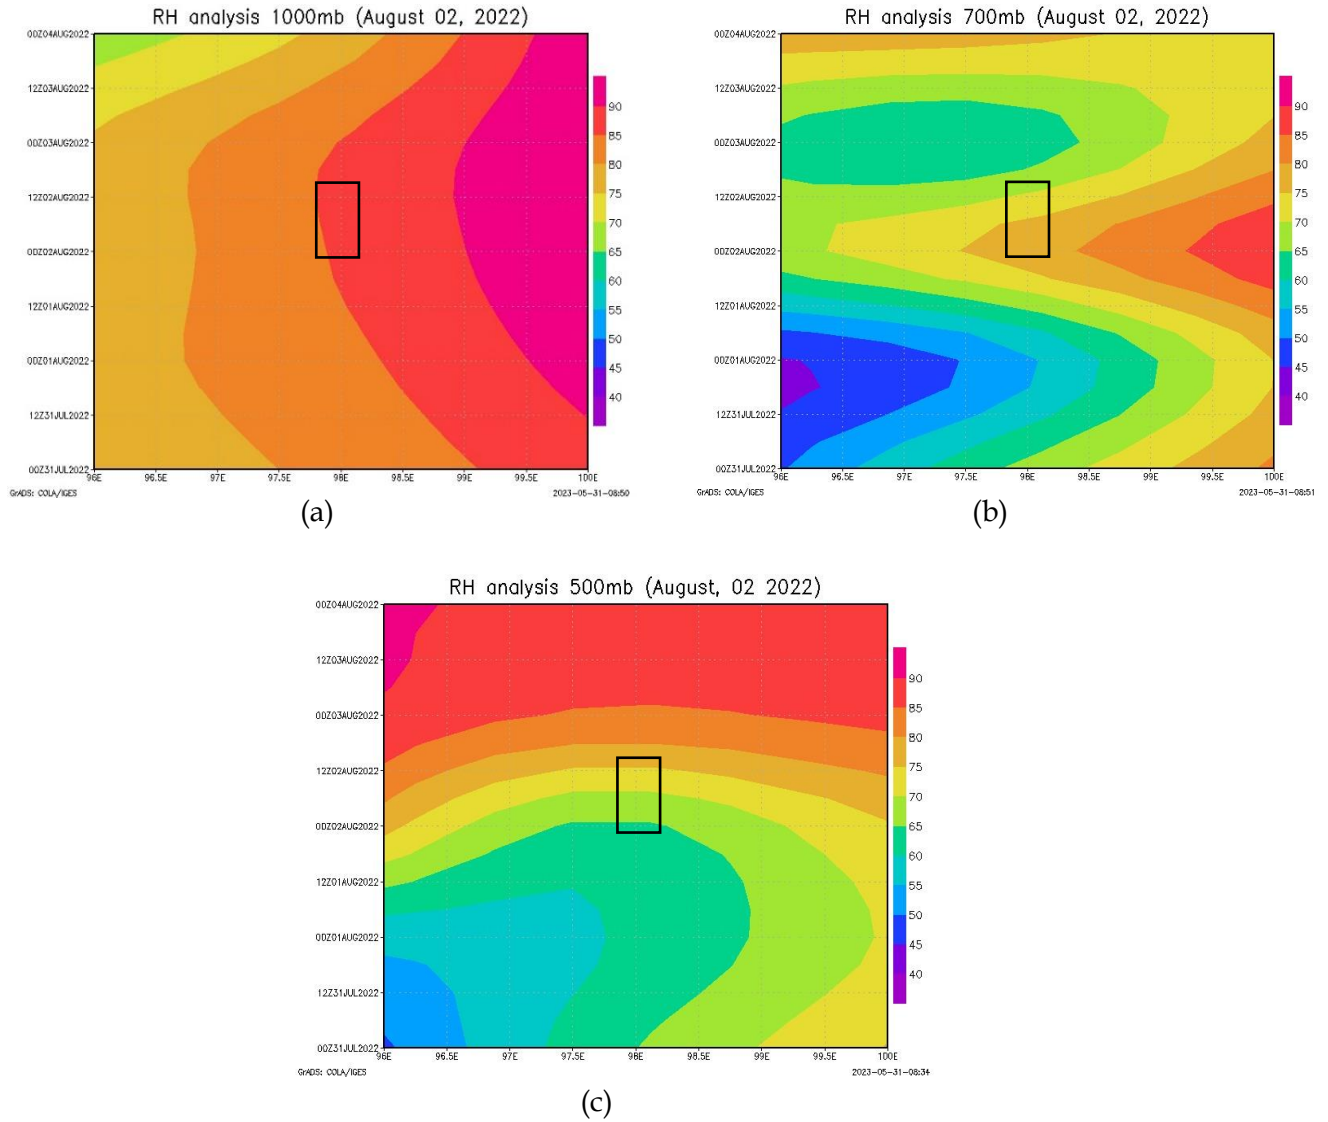 RH analysis 1000mb (August 02, 2022)
00Z04AUG2022
12Z03AUG2022
00Z03AUG2022
12Z02AUG2022
00Z02AUG2022
12Z01AUG2022
00Z01AUG2022
12Z31JUL2022
00Z31JUL2022
96E 96.5E 97E 97.5E 98E 98.5E 99E 99.5E 100E
90
85
80
75
70
65
60
55
50
45
40
GrADS: COLA/IGES 2023-05-31-08:50
(a)
RH analysis 700mb (August 02, 2022)
00Z04AUG2022
12Z03AUG2022
00Z03AUG2022
12Z02AUG2022
00Z02AUG2022
12Z01AUG2022
00Z01AUG2022
12Z31JUL2022
00Z31JUL2022
96E 96.5E 97E 97.5E 98E 98.5E 99E 99.5E 100E
90
85
80
75
70
65
60
55
50
45
40
GrADS: COLA/IGES 2023-05-31-08:51
(b)
RH analysis 500mb (August, 02 2022)
00Z04AUG2022
12Z03AUG2022
00Z03AUG2022
12Z02AUG2022
00Z02AUG2022
12Z01AUG2022
00Z01AUG2022
12Z31JUL2022
00Z31JUL2022
96E 96.5E 97E 97.5E 98E 98.5E 99E 99.5E 100E
90
85
80
75
70
65
60
55
50
45
40
GrADS: COLA/IGES 2023-05-31-08:34
(c)